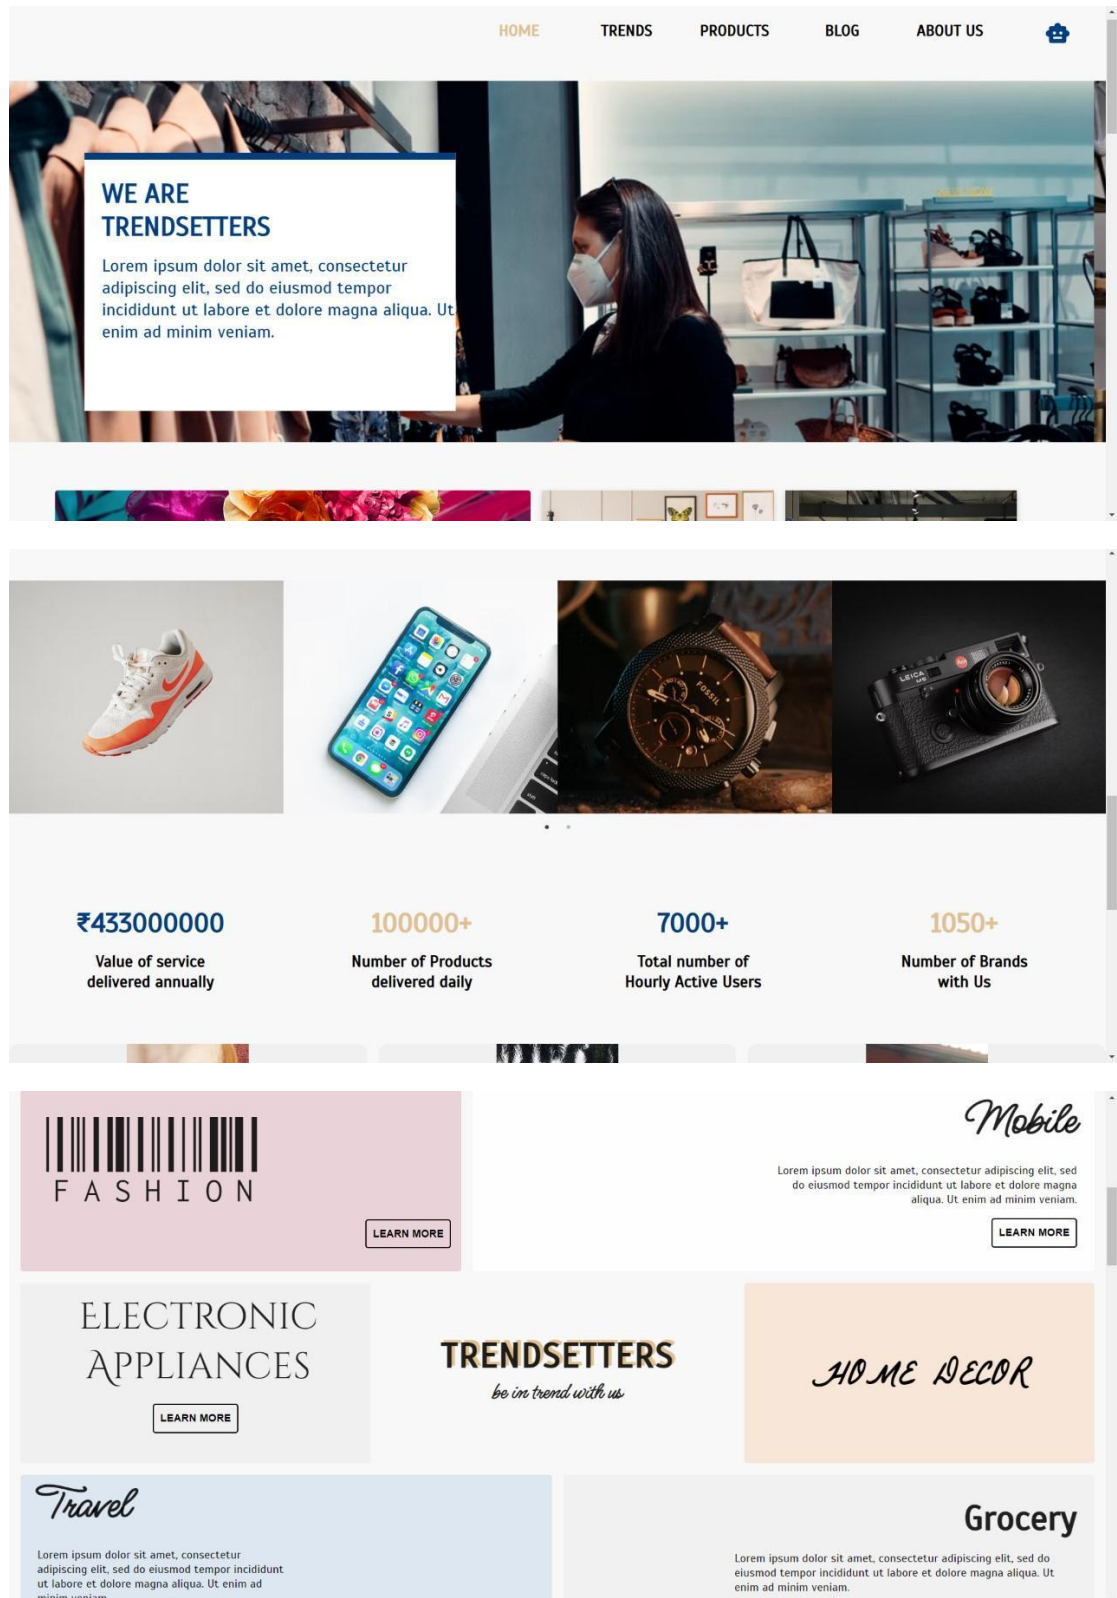 HOME TRENDS PRODUCTS BLOG ABOUT US
WE ARE
TRENDSETTERS
Lorem ipsum dolor sit amet, consectetur
adipiscing elit, sed do eiusmod tempor
incididunt ut labore et dolore magna aliqua. Ut
enim ad minim veniam.
FOSSIL
LEICA
M6
₹433000000
Value of service
delivered annually
100000+
Number of Products
delivered daily
7000+
Total number of
Hourly Active Users
1050+
Number of Brands
with Us
FASHION
LEARN MORE
Mobile
Lorem ipsum dolor sit amet, consectetur adipiscing elit, sed
do eiusmod tempor incididunt ut labore et dolore magna
aliqua. Ut enim ad minim veniam.
LEARN MORE
ELECTRONIC
APPLIANCES
LEARN MORE
TRENDSETTERS
be in trend with us
HOME DECOR
Travel
Lorem ipsum dolor sit amet, consectetur
adipiscing elit, sed do eiusmod tempor incididunt
ut labore et dolore magna aliqua. Ut enim ad
minim veniam.
Grocery
Lorem ipsum dolor sit amet, consectetur adipiscing elit, sed do
eiusmod tempor incididunt ut labore et dolore magna aliqua. Ut
enim ad minim veniam.